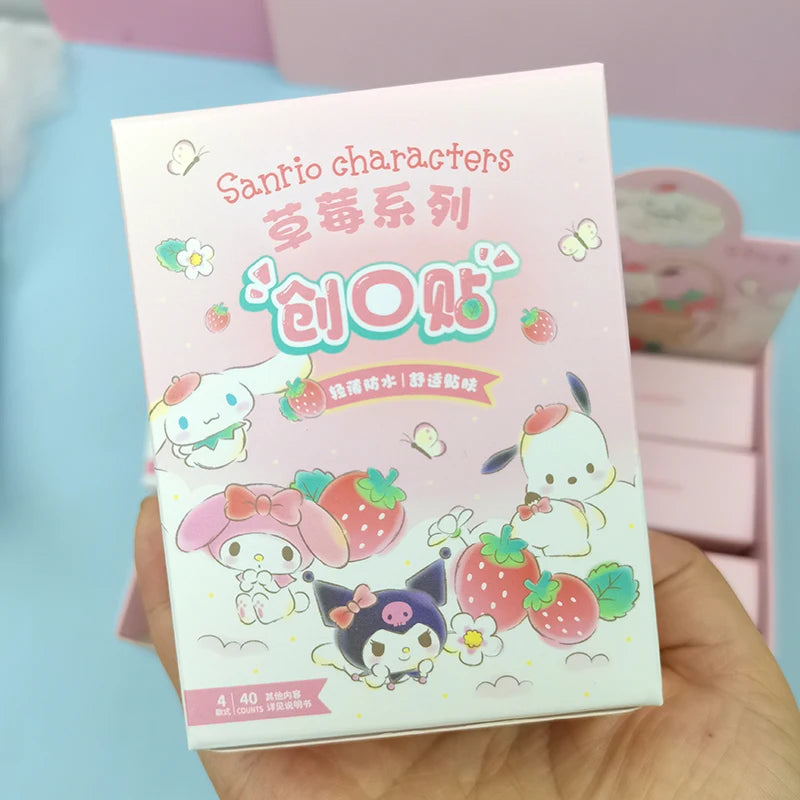 Sanrio characters
草莓系列
创口贴
轻薄防水|舒适贴肤
4
款式
40
COUNTS
其他内容
详见说明书